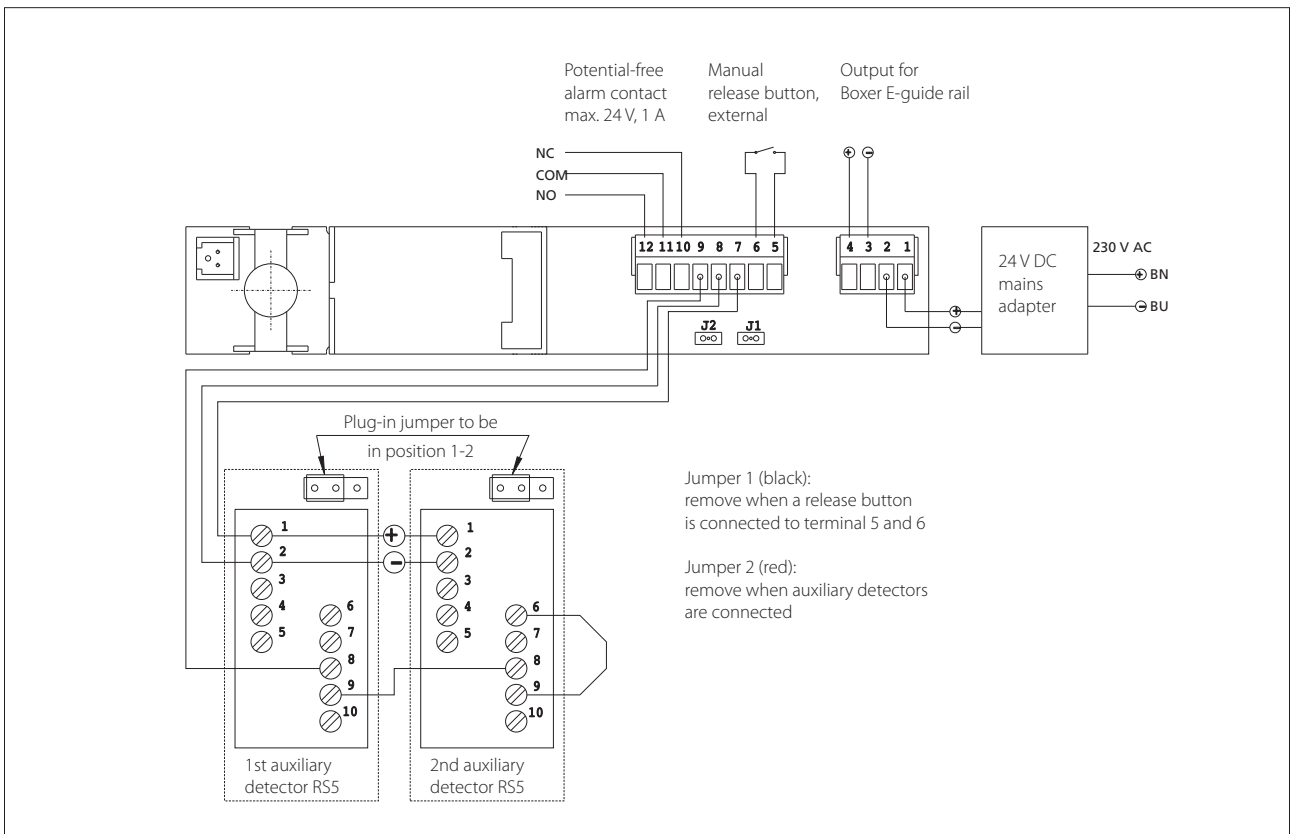 Potential-free
alarm contact
max. 24 V, 1 A
Manual
release button,
external
Output for
Boxer E-guide rail
NC
COM
NO
12 11 10 9 8 7 6 5
4 3 2 1
J2 J1
24 V DC
mains
adapter
230 V AC
BN
BU
Plug-in jumper to be
in position 1-2
1
2
3
4
5
6
7
8
9
10
1st auxiliary
detector RS5
1
2
3
4
5
6
7
8
9
10
2nd auxiliary
detector RS5
Jumper 1 (black):
remove when a release button
is connected to terminal 5 and 6
Jumper 2 (red):
remove when auxiliary detectors
are connected